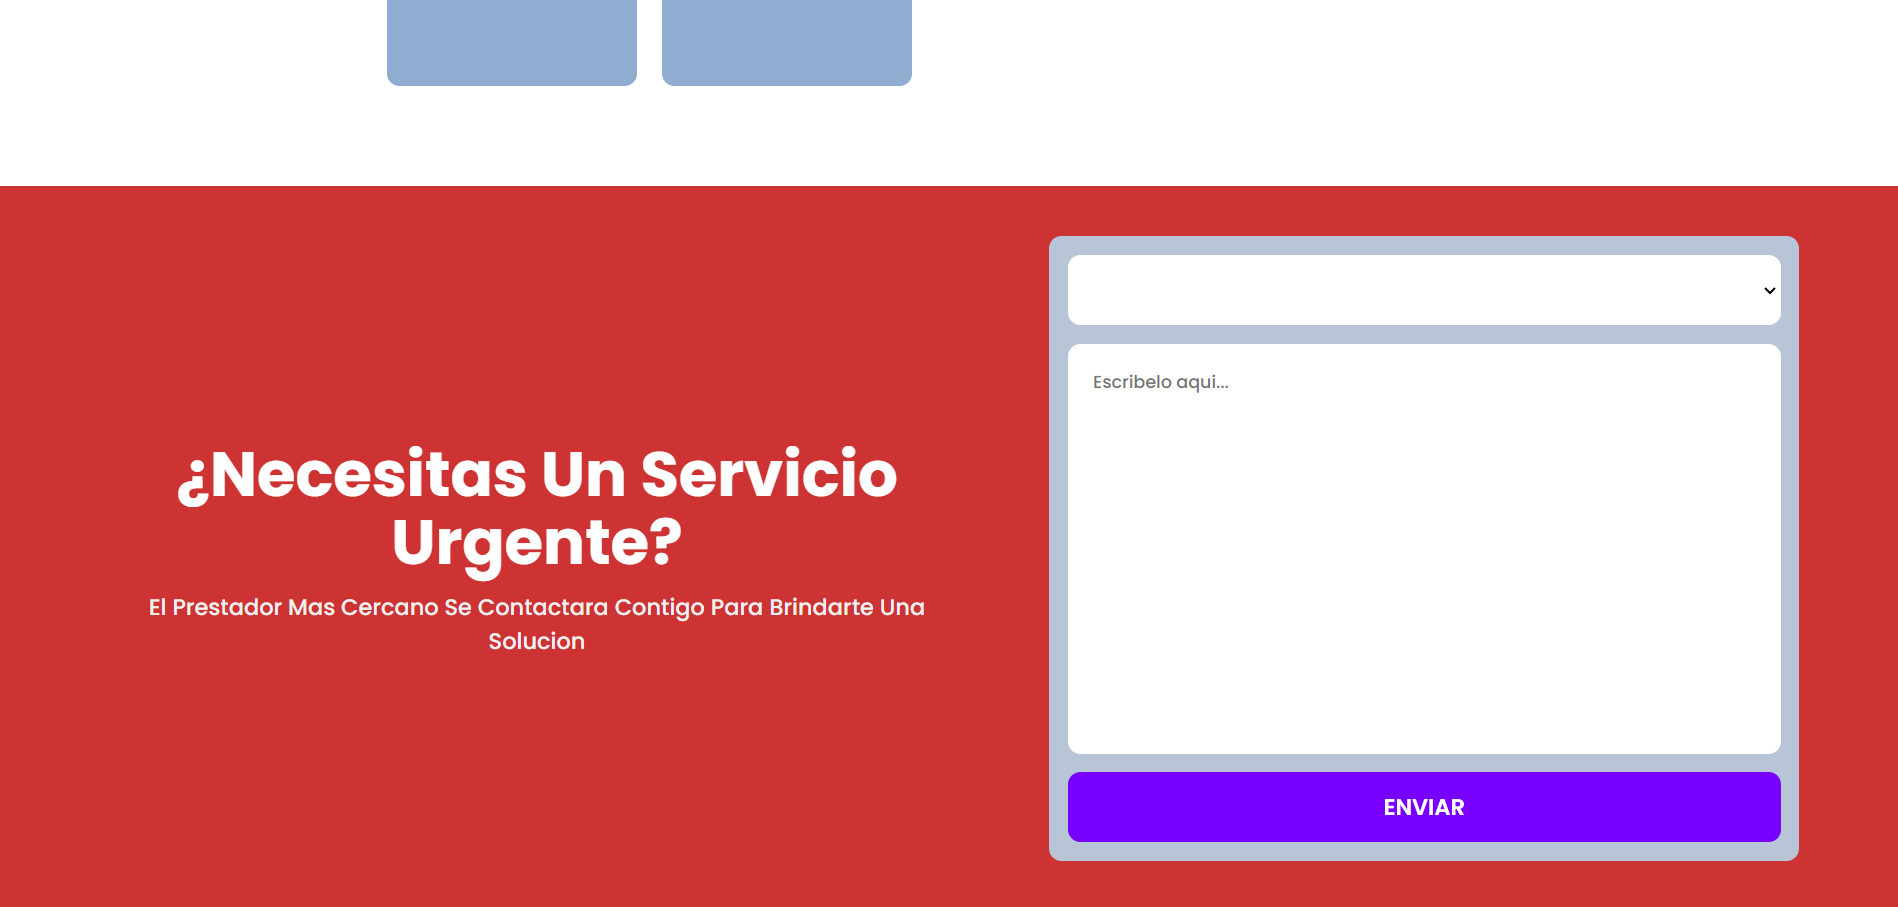 ¿Necesitas Un Servicio
Urgente?
El Prestador Mas Cercano Se Contactara Contigo Para Brindarte Una
Solucion
Escribelo aqui...
ENVIAR